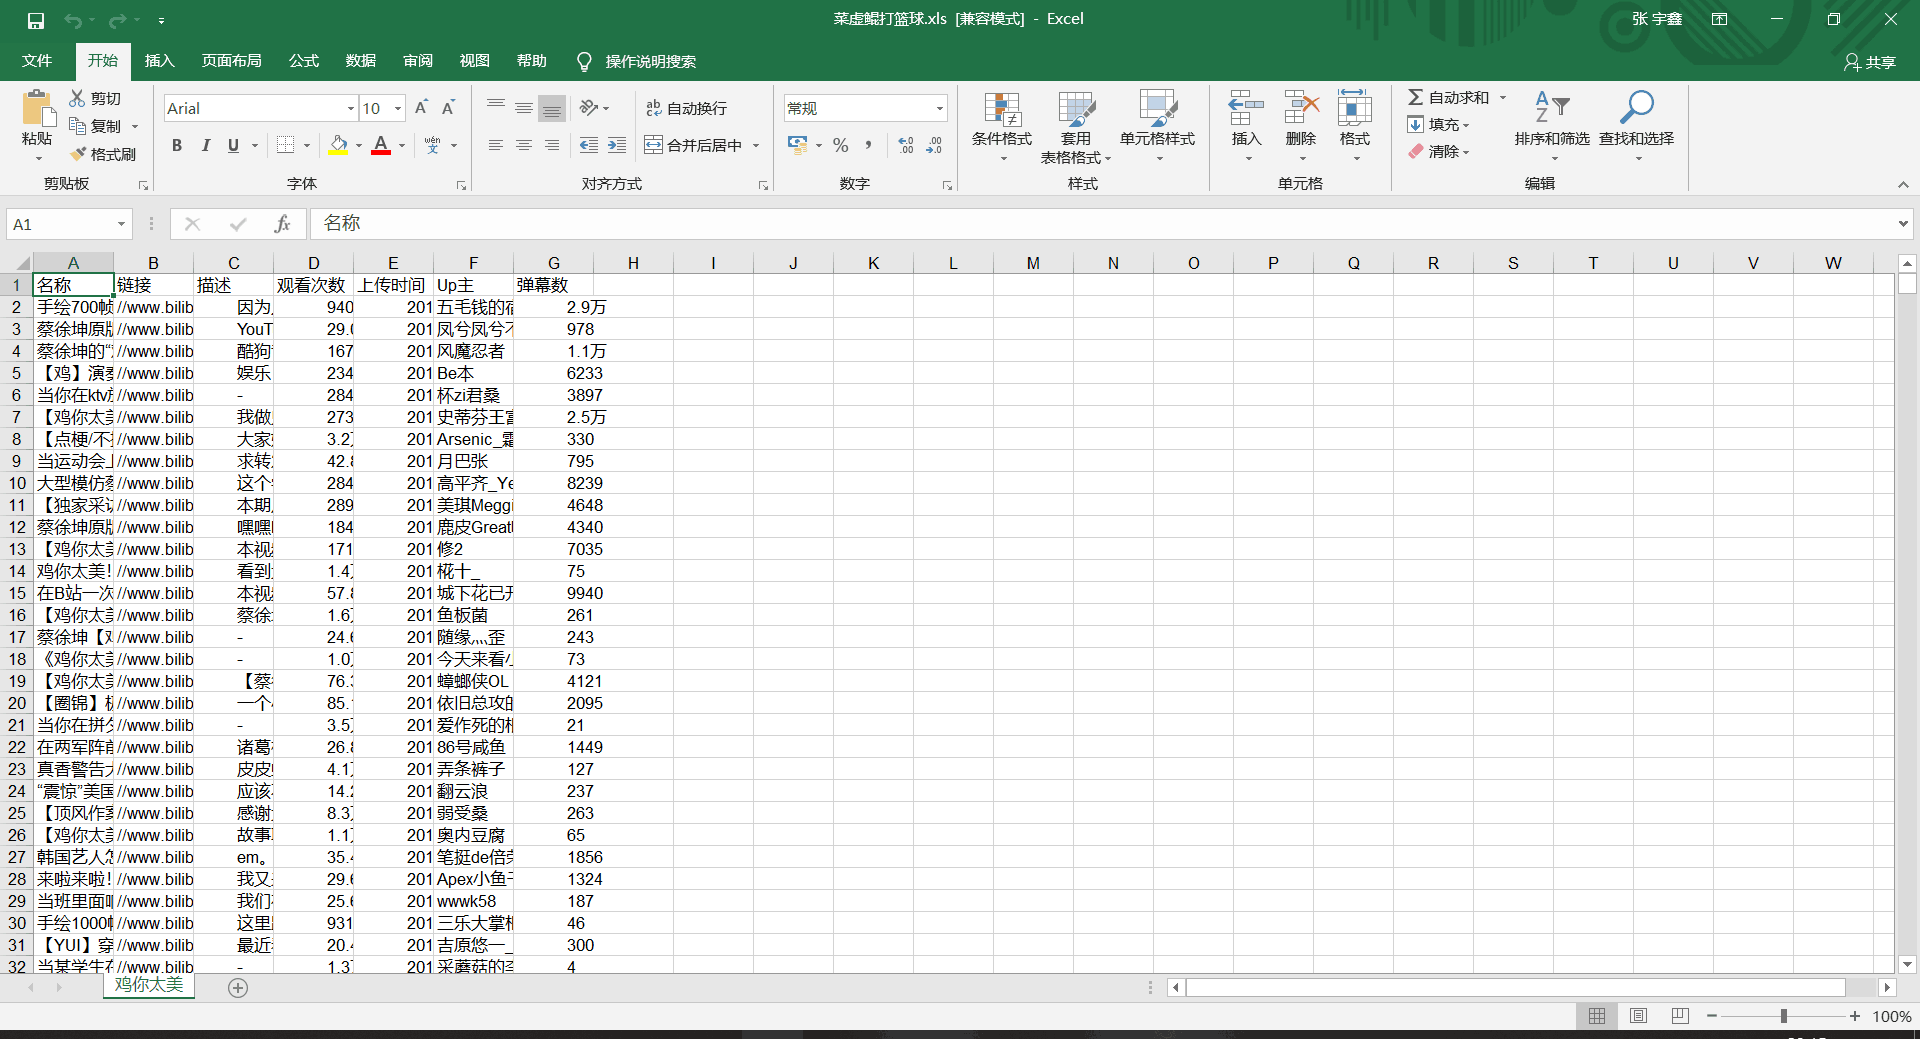 菜虚鲲打篮球.xls [兼容模式] - Excel
张 宇鑫
文件 开始 插入 页面布局 公式 数据 审阅 视图 帮助 操作说明搜索 共享
粘贴 剪切 复制 格式刷 剪贴板
Arial 10 字体
自动换行 合并后居中 对齐方式
常规 数字
条件格式 套用 表格格式 单元格样式 样式
插入 删除 格式 单元格
自动求和 填充 清除 排序和筛选 查找和选择 编辑
A1 fx 名称
A B C D E F G H I J K L M N O P Q R S T U V W
1 名称 链接 描述 观看次数 上传时间 Up主 弹幕数
2 手绘700帧 //www.bilib 因为 940 201 五毛钱的 2.9万
3 蔡徐坤原版 //www.bilib YouT 29. 201 凤兮凤兮 978
4 蔡徐坤的“ //www.bilib 酷狗 167 201 风魔忍者 1.1万
5 【鸡】演奏 //www.bilib 娱乐 234 201 Be本 6233
6 当你在ktv //www.bilib - 284 201 杯zi君桑 3897
7 【鸡你太美 //www.bilib 我做 273 201 史蒂芬王富 2.5万
8 【点梗/不 //www.bilib 大家 3.2 201 Arsenic_霜 330
9 当运动会上 //www.bilib 求转 42.8 201 月巴张 795
10 大型模仿蔡 //www.bilib 这个 284 201 高平齐_Ye 8239
11 【独家采访 //www.bilib 本期 289 201 美琪Meggi 4648
12 蔡徐坤原版 //www.bilib 嘿嘿 184 201 鹿皮Great 4340
13 【鸡你太美 //www.bilib 本视 171 201 修2 7035
14 鸡你太美! //www.bilib 看到 1.4 201 椛十_ 75
15 在B站一次 //www.bilib 本视 57.8 201 城下花已开 9940
16 【鸡你太美 //www.bilib 蔡徐 1.6 201 鱼板菌 261
17 蔡徐坤【鸡 //www.bilib - 24.6 201 随缘灬歪 243
18 《鸡你太美 //www.bilib - 1.0 201 今天来看小 73
19 【鸡你太美 //www.bilib 【蔡 76.3 201 蟑螂侠OL 4121
20 【圈锦】 //www.bilib 一个 85. 201 依旧总攻的 2095
21 当你在拼夕 //www.bilib - 3.5 201 爱作死的 21
22 在两军阵前 //www.bilib 诸葛 26.8 201 86号咸鱼 1449
23 真香警告 //www.bilib 皮皮 4.1 201 弄条裤子 127
24 “震惊”美国 //www.bilib 应该 14.2 201 翻云浪 237
25 【顶风作案 //www.bilib 感谢 8.3 201 弱受桑 263
26 【鸡你太美 //www.bilib 故事 1.1 201 奥内豆腐 65
27 韩国艺人怎 //www.bilib em。 35.4 201 笔挺de倍 1856
28 来啦来啦! //www.bilib 我又 29.6 201 Apex小鱼干 1324
29 当班里面 //www.bilib 我们 25.6 201 wwwk58 187
30 手绘1000帧 //www.bilib 这里 931 201 三乐大掌柜 46
31 【YUI】穿 //www.bilib 最近 20.4 201 吉原悠一_ 300
32 当某学生在 //www.bilib - 1.3 201 采蘑菇的 4
鸡你太美
100%